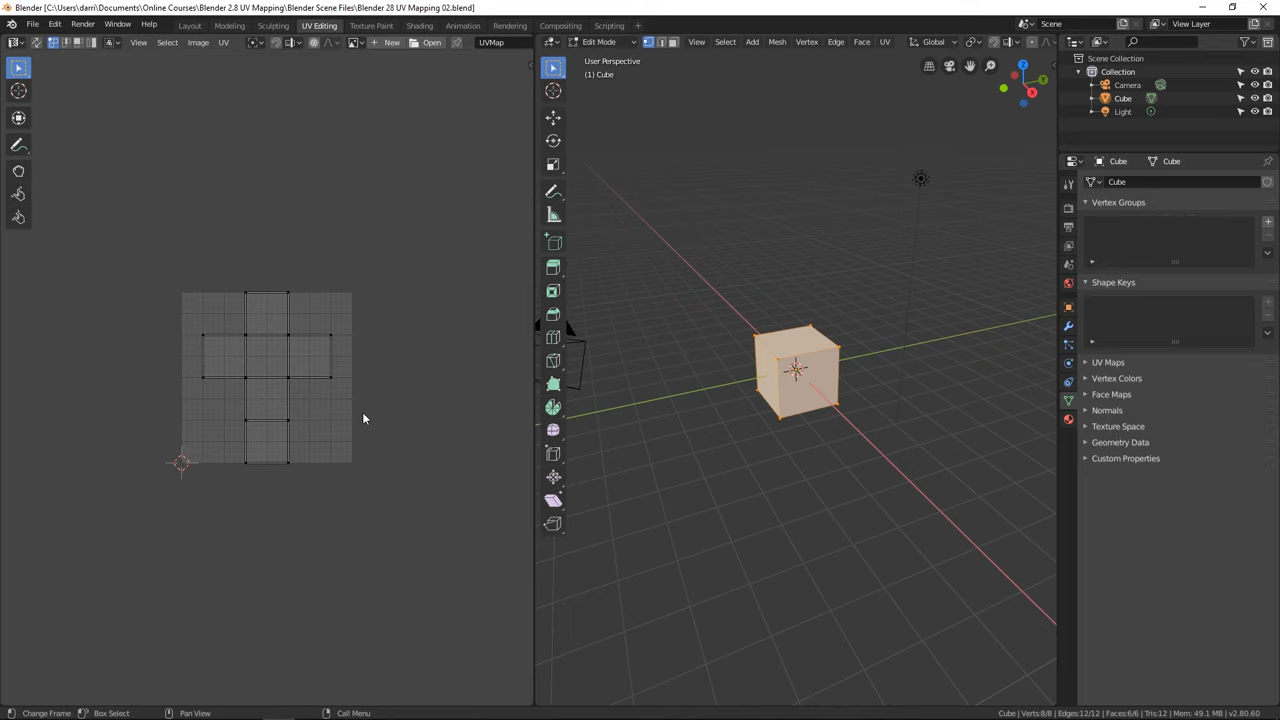 Blender [C:\Users\darri\Documents\Online Courses\Blender 2.8 UV Mapping\Blender Scene Files\Blender 28 UV Mapping 02.blend]
File Edit Render Window Help Layout Modeling Sculpting UV Editing Texture Paint Shading Animation Rendering Compositing Scripting + Scene View Layer
View Select Image UV New Open UVMap Edit Mode View Select Add Mesh Vertex Edge Face UV Global
User Perspective
(1) Cube
Scene Collection
Collection
Camera
Cube
Light
Cube Cube
Cube
Vertex Groups
Shape Keys
UV Maps
Vertex Colors
Face Maps
Normals
Texture Space
Geometry Data
Custom Properties
Change Frame Box Select Pan View Call Menu Cube | Verts:8/8 | Edges:12/12 | Faces:6/6 | Tris:12 | Mem: 49.1 MB | v2.80.60